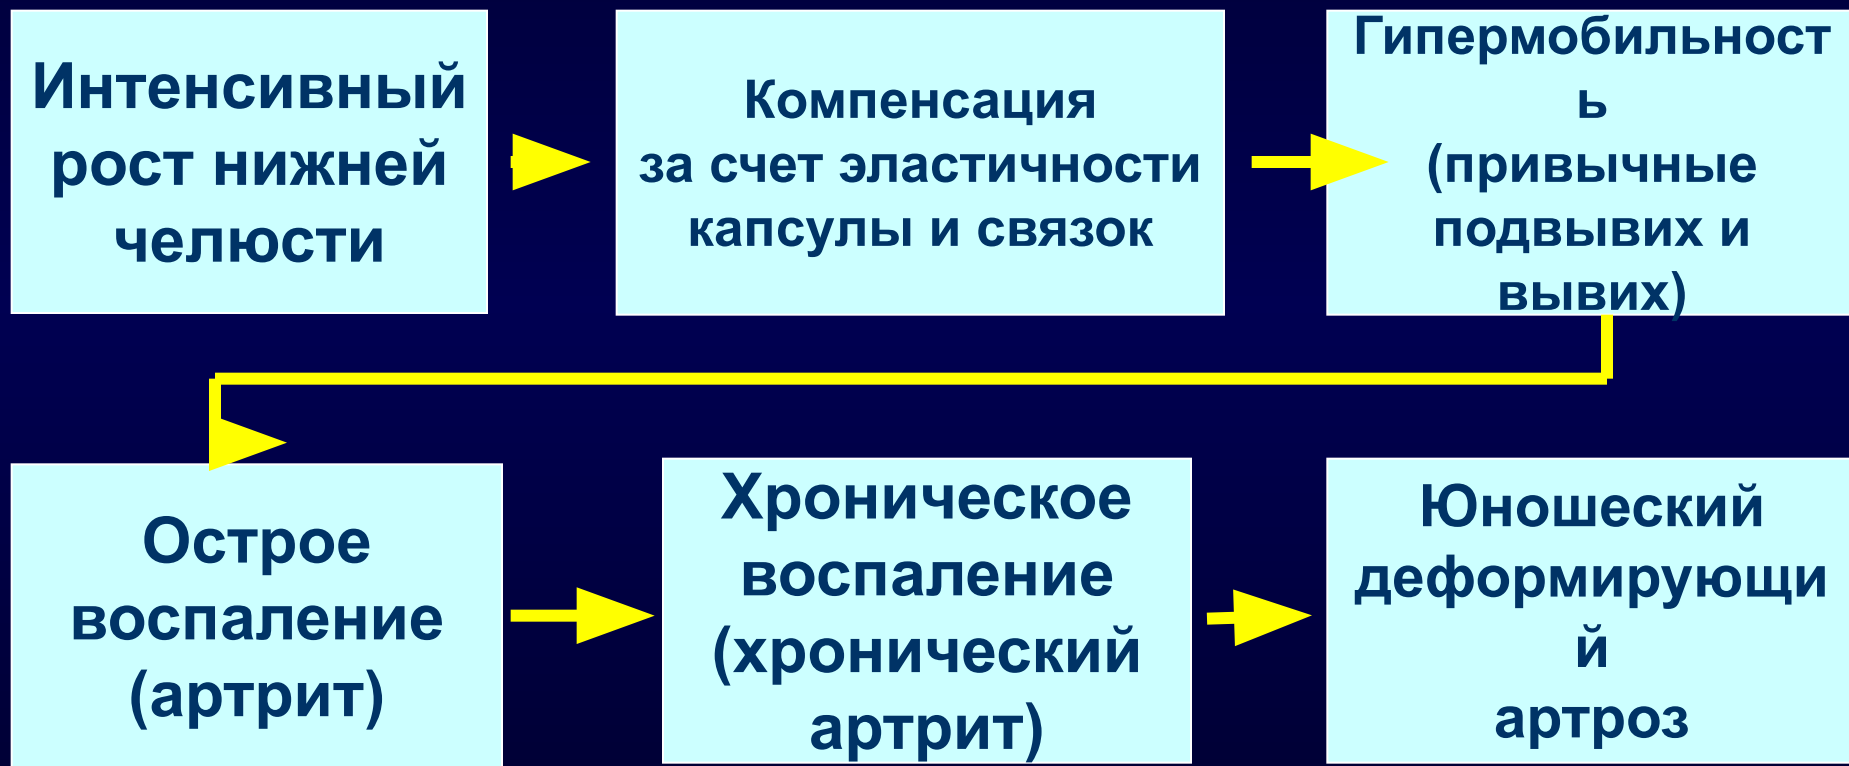 Интенсивный
рост нижней
челюсти
Компенсация
за счет эластичности
капсулы и связок
Гипермобильност
ь
(привычные
подвывих и
вывих)
Острое
воспаление
(артрит)
Хроническое
воспаление
(хронический
артрит)
Юношеский
деформирующи
й
артроз